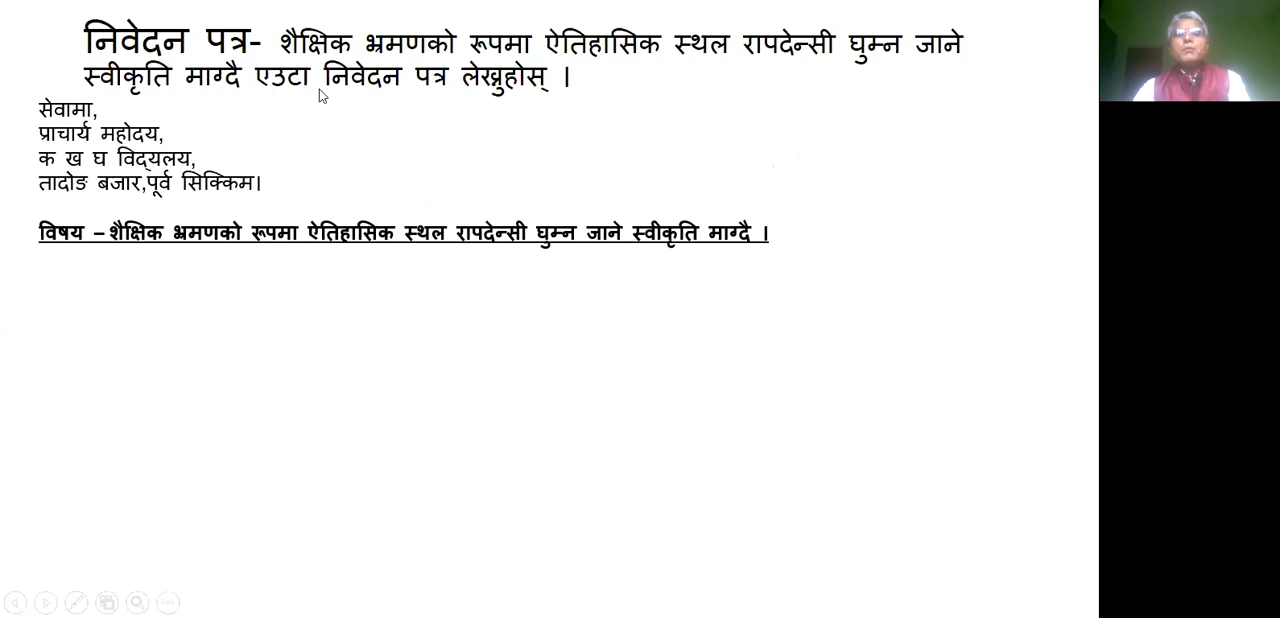 निवेदन पत्र- शैक्षिक भ्रमणको रूपमा ऐतिहासिक स्थल रापदेन्सी घुम्न जाने
स्वीकृति माग्दै एउटा निवेदन पत्र लेख्नुहोस् ।
सेवामा,
प्राचार्य महोदय,
क ख घ विद्‌यलय,
तादोङ बजार,पूर्व सिक्किम।
विषय – शैक्षिक भ्रमणको रूपमा ऐतिहासिक स्थल रापदेन्सी घुम्न जाने स्वीकृति माग्दै ।